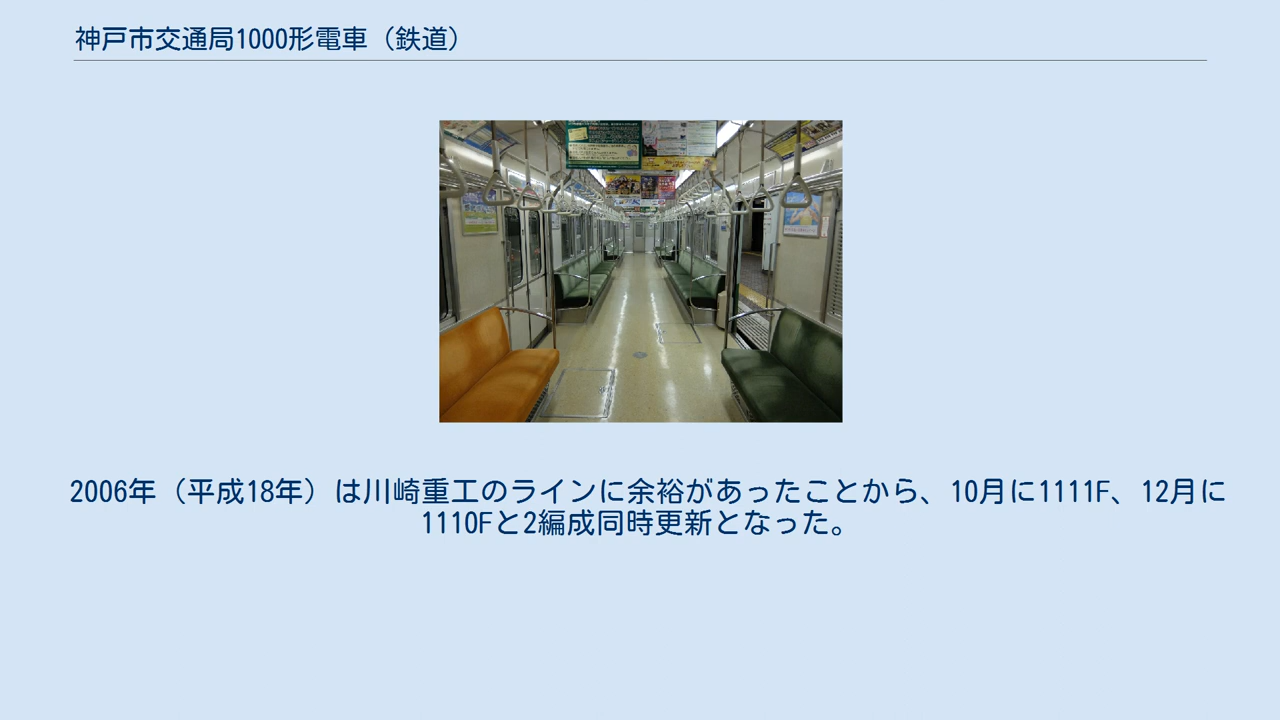 神戸市交通局1000形電車（鉄道）
2006年（平成18年）は川崎重工のラインに余裕があったことから、10月に1111F、12月に
1110Fと2編成同時更新となった。